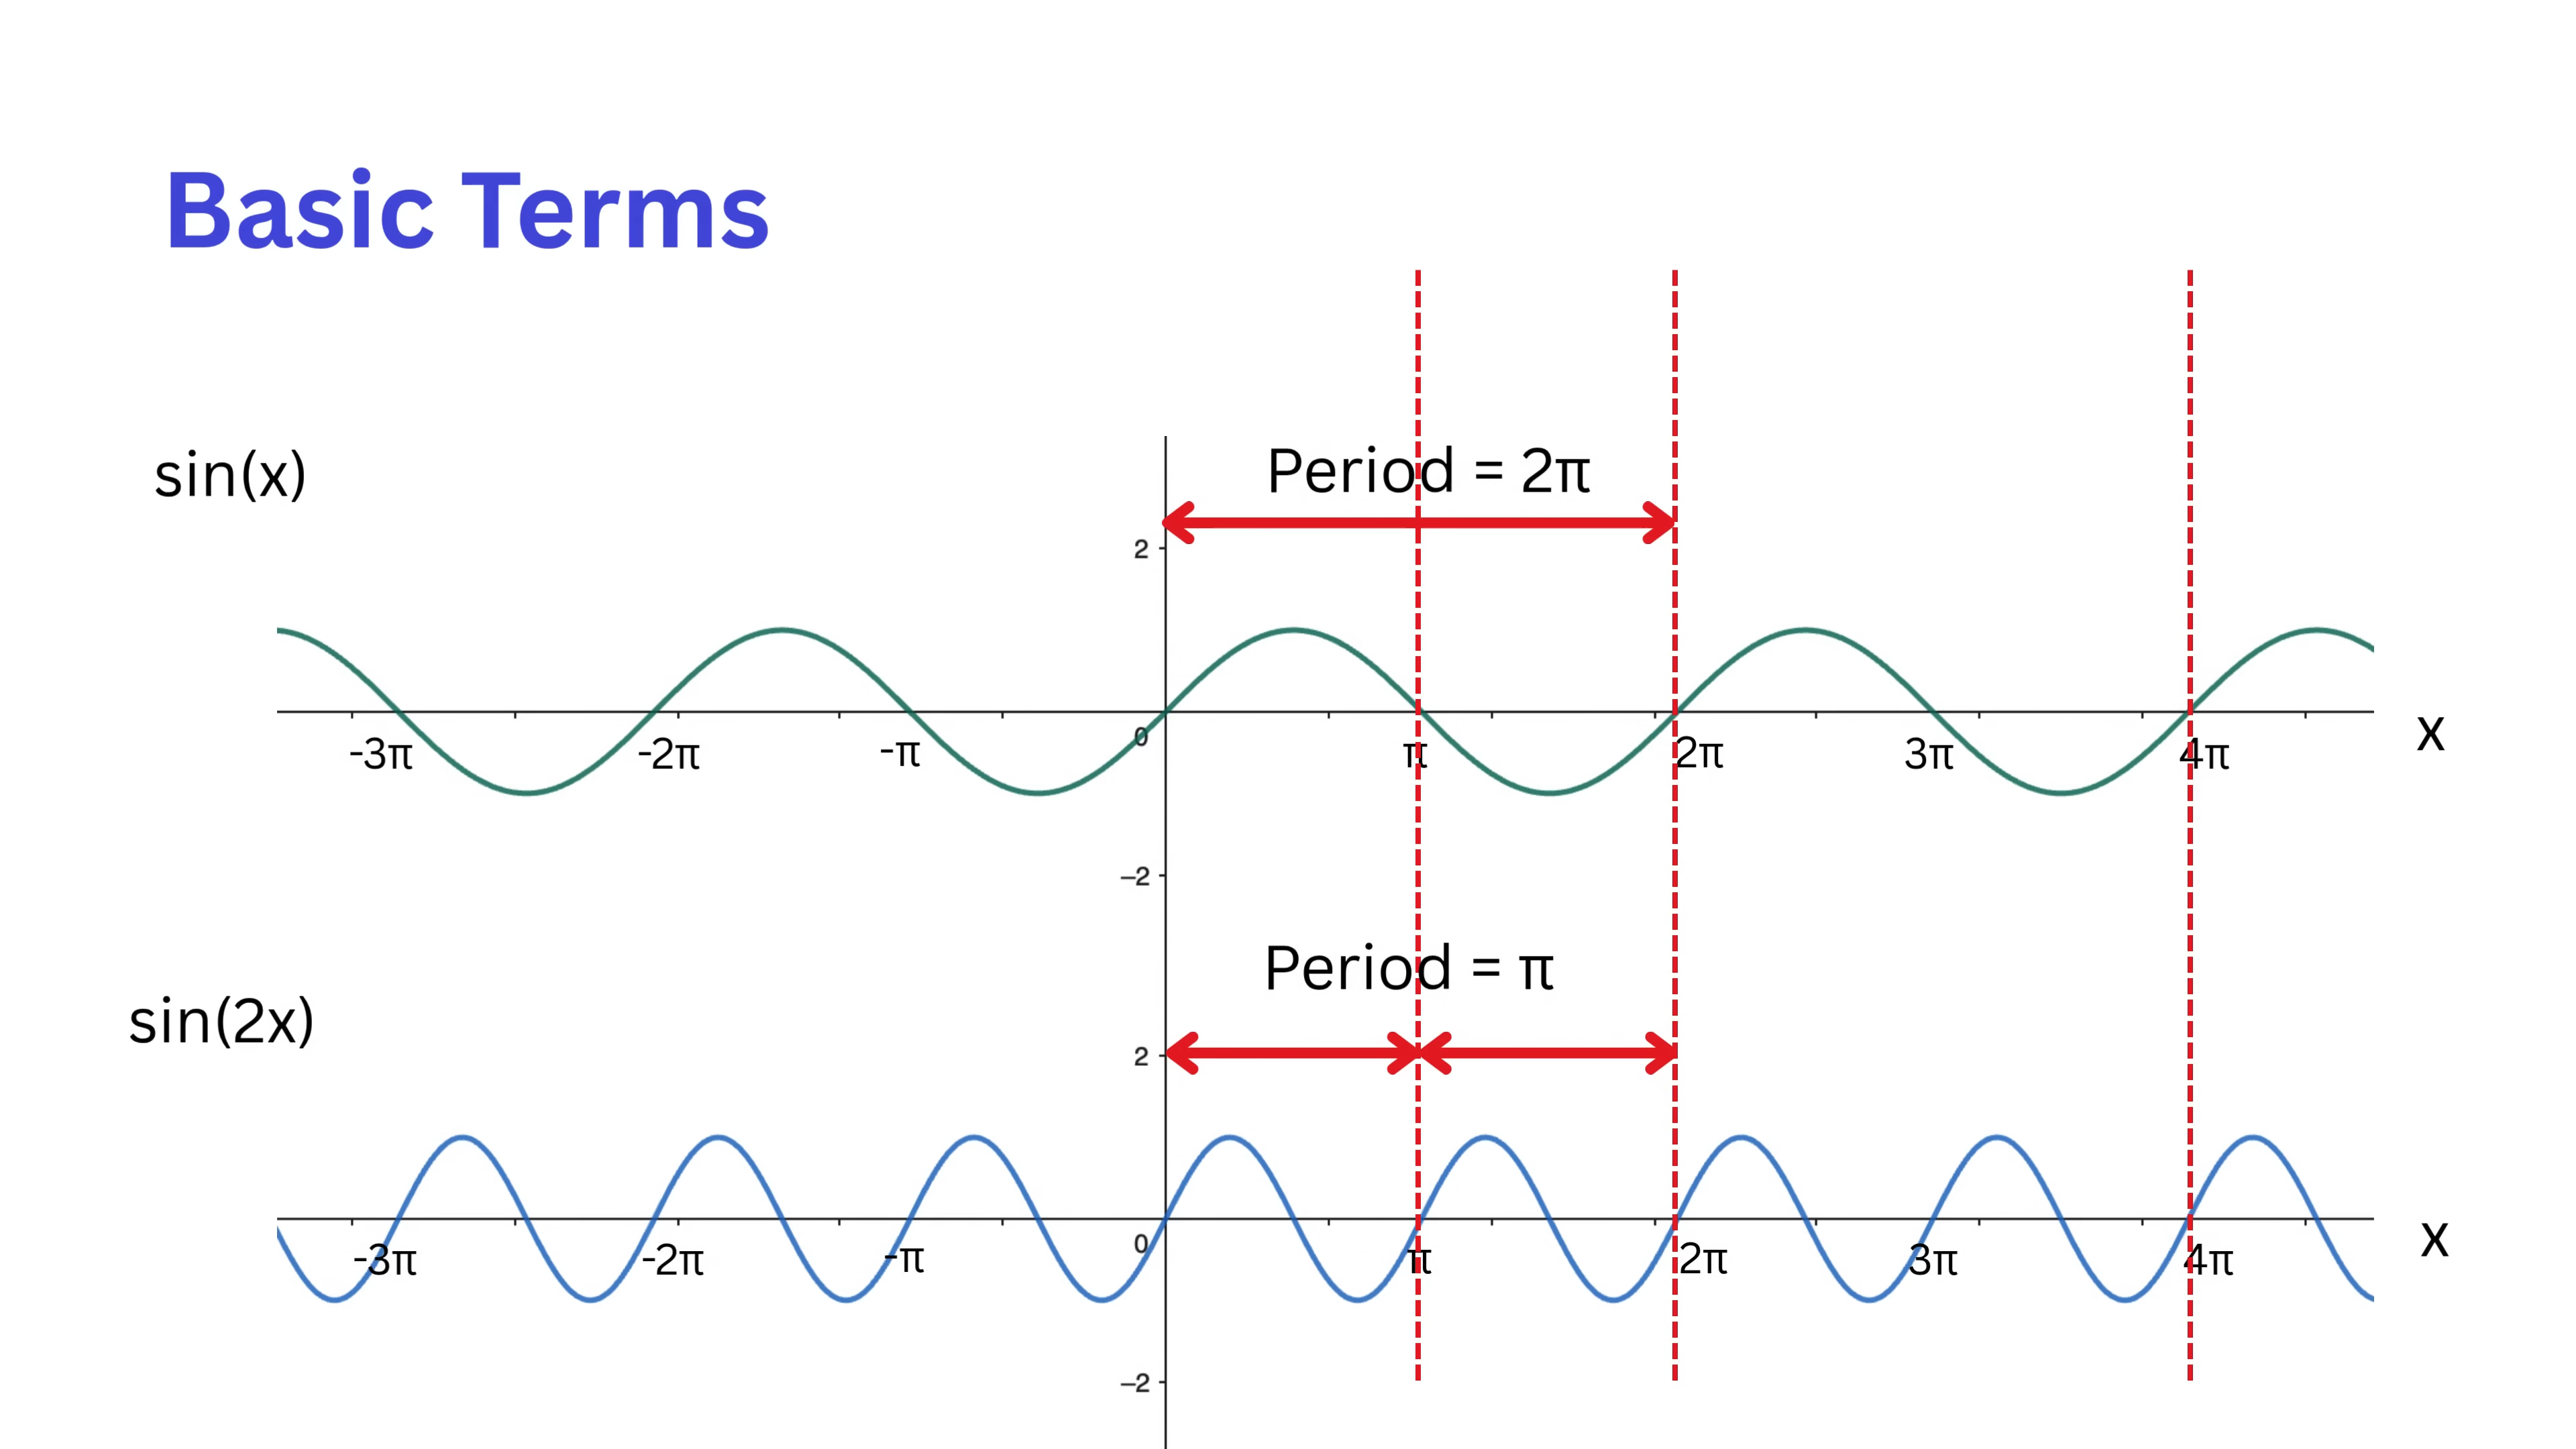 Basic Terms
sin(x)
Period = 2π
2
-3π -2π -π 0 π 2π 3π 4π x
–2
Period = π
sin(2x)
2
-3π -2π -π 0 π 2π 3π 4π x
–2